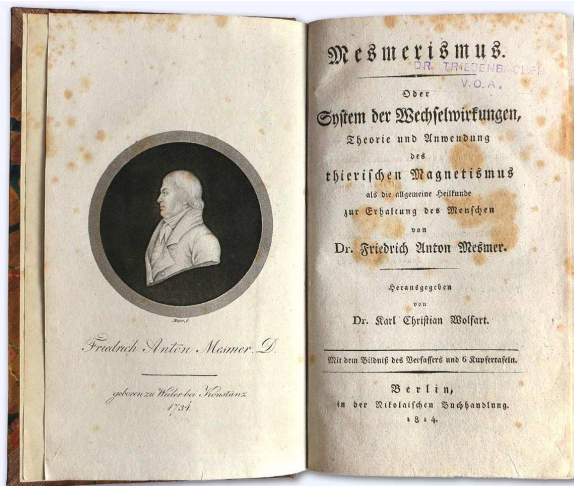 Friedrich Anton Mesmer. D.
geboren zu Weiler bei Konstanz
1734
Mesmerismus.
DR. TRIEDENBACHER
V.O.A.
Oder
System der Wechselwirkungen,
Theorie und Anwendung
des
thierischen Magnetismus
als die allgemeine Heilkunde
zur Erhaltung des Menschen
von
Dr. Friedrich Anton Mesmer.
Herausgegeben
von
Dr. Karl Christian Wolfart.
Mit dem Bildniß des Verfassers und 6 Kupfertafeln.
Berlin,
in der Nikolaischen Buchhandlung.
1814.